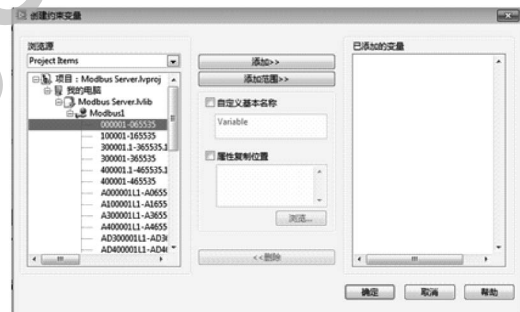 创建约束变量
浏览源
Project Items
项目：Modbus Server.lvproj
我的电脑
Modbus Server.lvlib
Modbus1
000001-065535
100001-165535
300001.1-365535.1
300001-365535
400001.1-465535.1
400001-465535
A000001L1-A0655
A100001L1-A1655
A300001L1-A3655
A400001L1-A4655
AD300001L1-AD3
AD400001L1-AD4
添加>>
添加范围>>
自定义基本名称
Variable
属性复制位置
浏览...
<<删除
已添加的变量
确定
取消
帮助